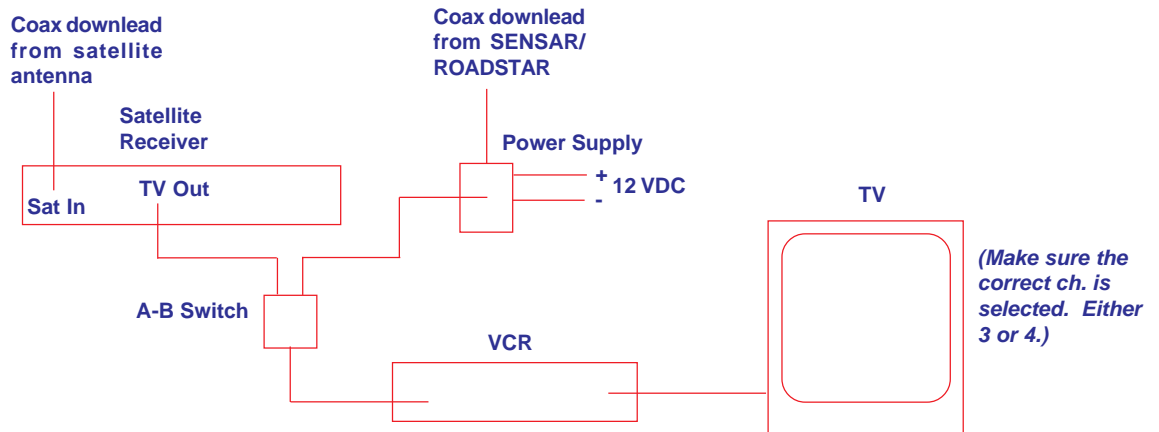 Coax downlead
from satellite
antenna
Coax downlead
from SENSAR/
ROADSTAR
Satellite
Receiver
Power Supply
+
12 VDC
-
Sat In
TV Out
TV
(Make sure the
correct ch. is
selected. Either
3 or 4.)
A-B Switch
VCR